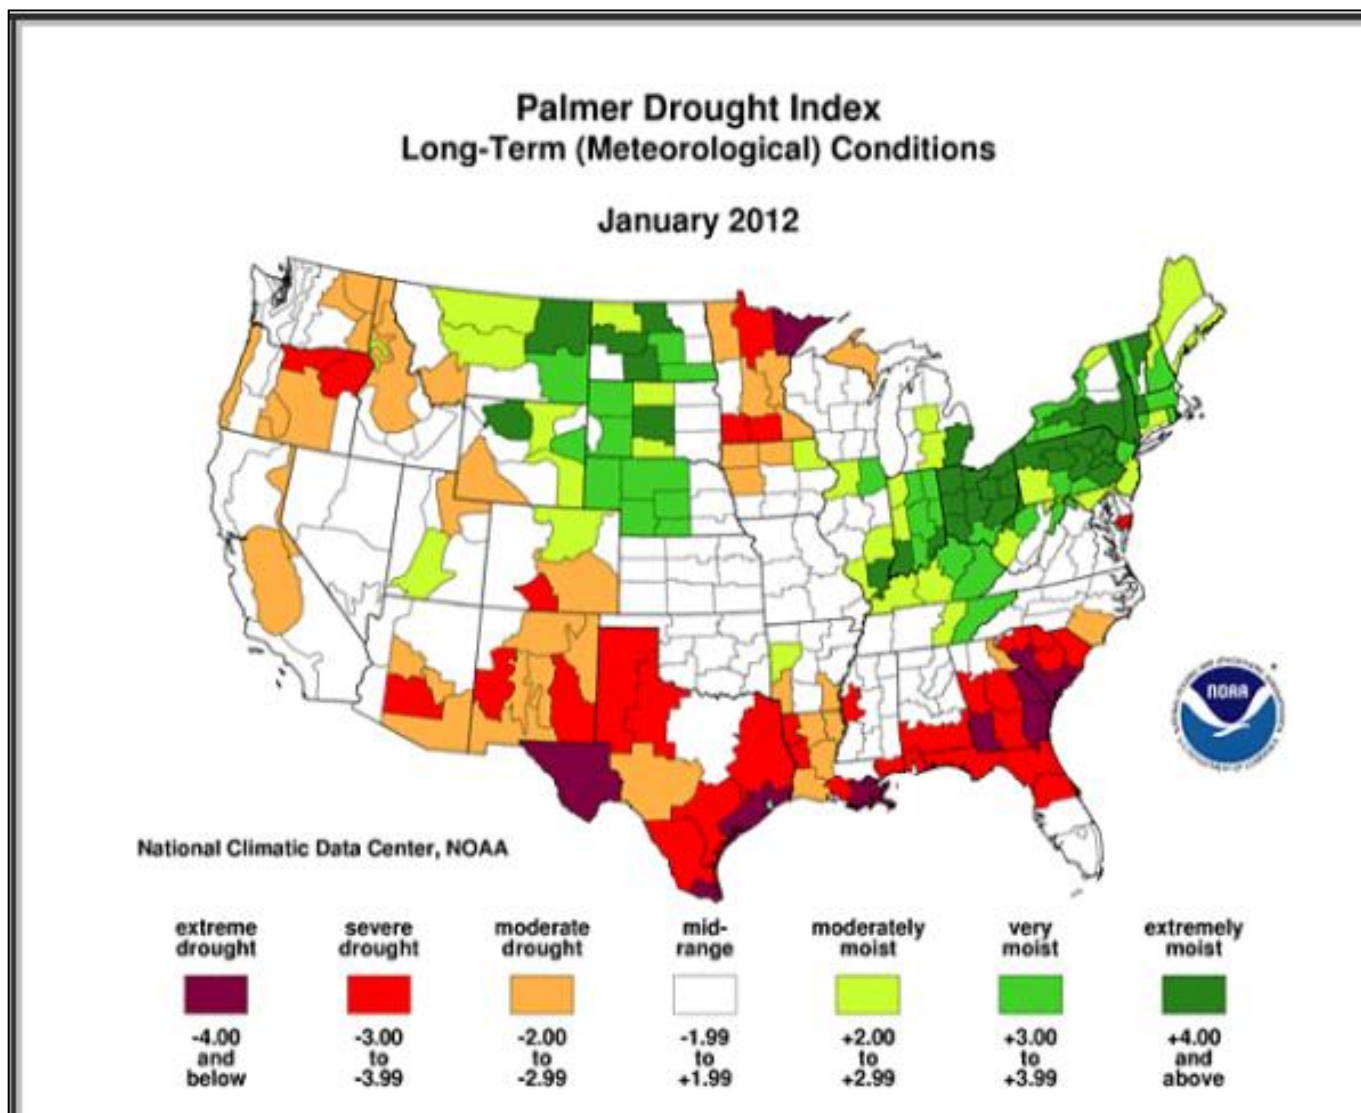 Palmer Drought Index
Long-Term (Meteorological) Conditions
January 2012
NOAA
National Climatic Data Center, NOAA
extreme drought
severe drought
moderate drought
mid-range
moderately moist
very moist
extremely moist
-4.00 and below
-3.00 to -3.99
-2.00 to -2.99
-1.99 to +1.99
+2.00 to +2.99
+3.00 to +3.99
+4.00 and above